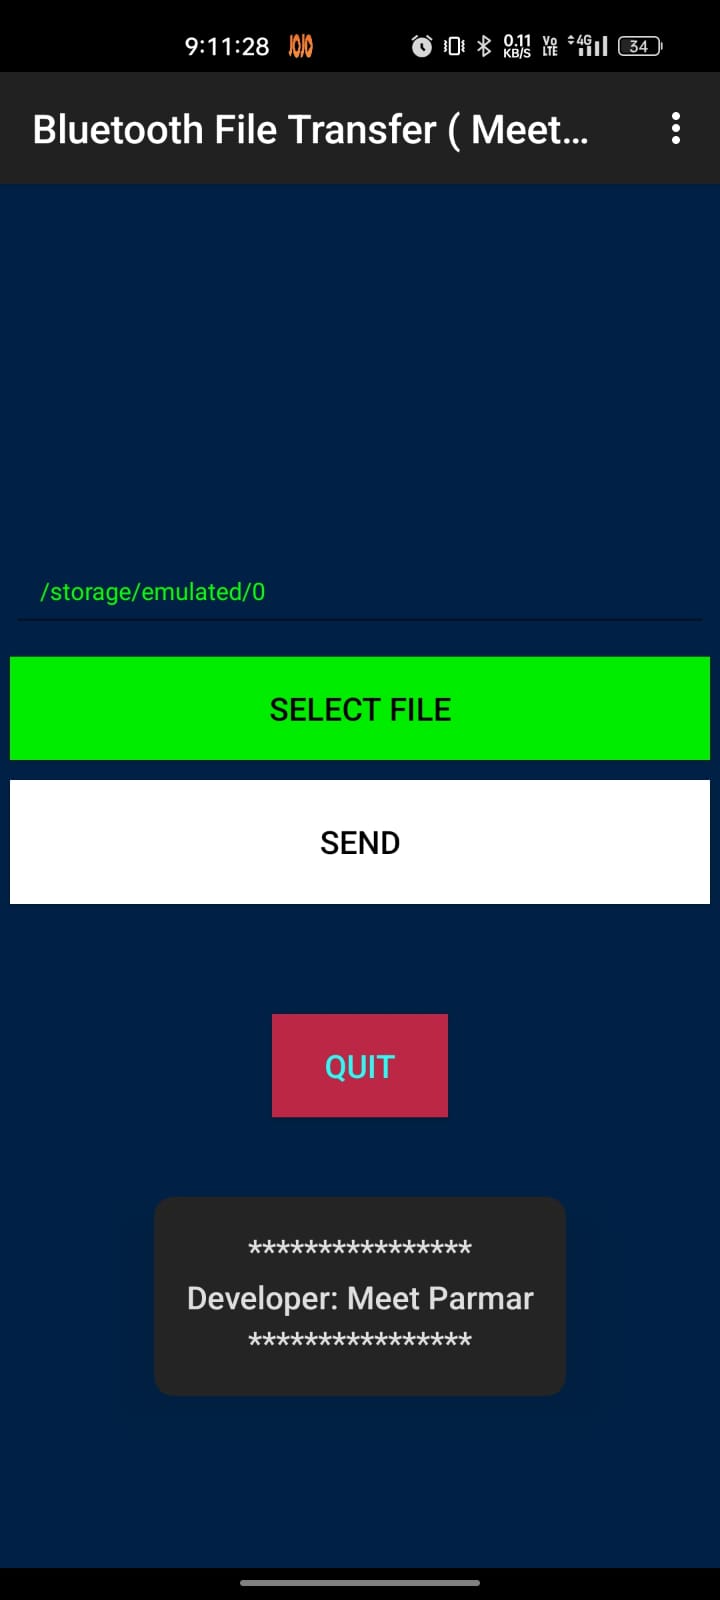 9:11:28 JOJO 0.11 KB/S Vo LTE 4G 34
Bluetooth File Transfer ( Meet...
/storage/emulated/0
SELECT FILE
SEND
QUIT
****************
Developer: Meet Parmar
****************